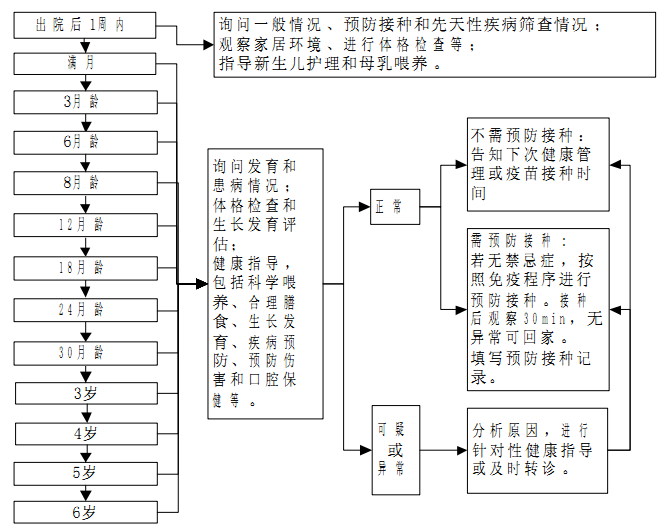 出院后1周内
满月
3月龄
6月龄
8月龄
12月龄
18月龄
24月龄
30月龄
3岁
4岁
5岁
6岁
询问一般情况、预防接种和先天性疾病筛查情况；
观察家居环境、进行体格检查等；
指导新生儿护理和母乳喂养。
询问发育和
患病情况；
体格检查和
生长发育评
估；
健康指导，
包括科学喂
养、合理膳
食、生长发
育、疾病预
防、预防伤
害和口腔保
健等。
正常
可疑
或
异常
不需预防接种：
告知下次健康管
理或疫苗接种时
间
需预防接种：
若无禁忌症，按
照免疫程序进行
预防接种。接种
后观察30min，无
异常可回家。
填写预防接种记
录。
分析原因，进行
针对性健康指导
或及时转诊。